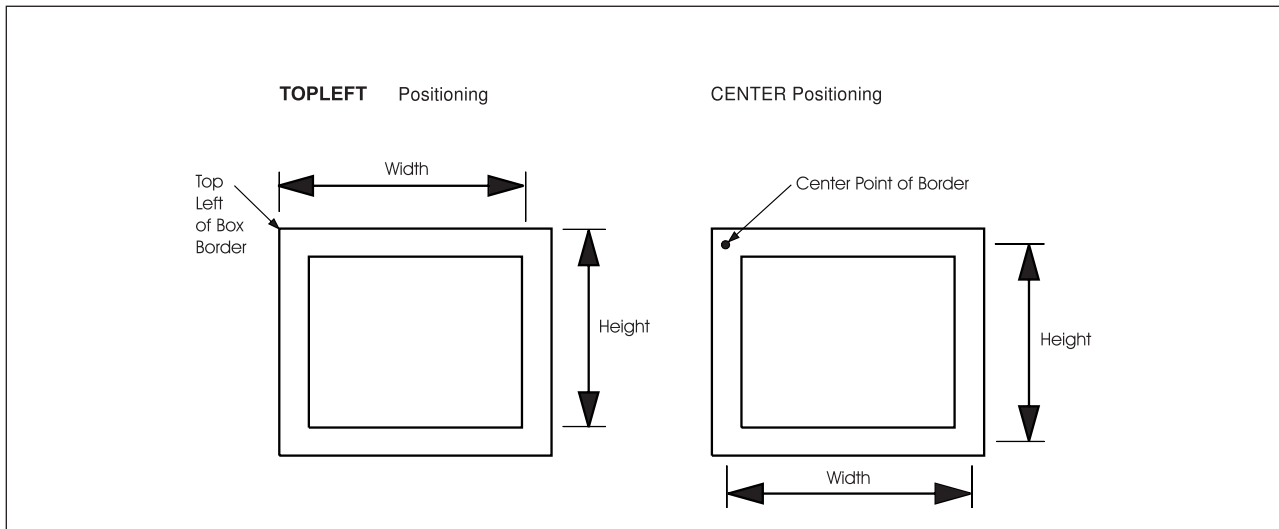 TOPLEFT Positioning
CENTER Positioning
Width
Top
Left
of Box
Border
Center Point of Border
Height
Height
Width